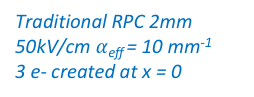 Traditional RPC 2mm
50kV/cm αeff = 10 mm-1
3 e- created at x = 0